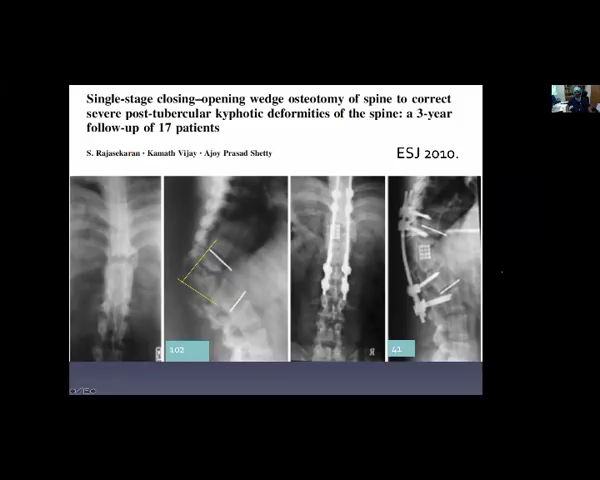 Single-stage closing–opening wedge osteotomy of spine to correct
severe post-tubercular kyphotic deformities of the spine: a 3-year
follow-up of 17 patients
S. Rajasekaran · Kamath Vijay · Ajoy Prasad Shetty
ESJ 2010.
102
41